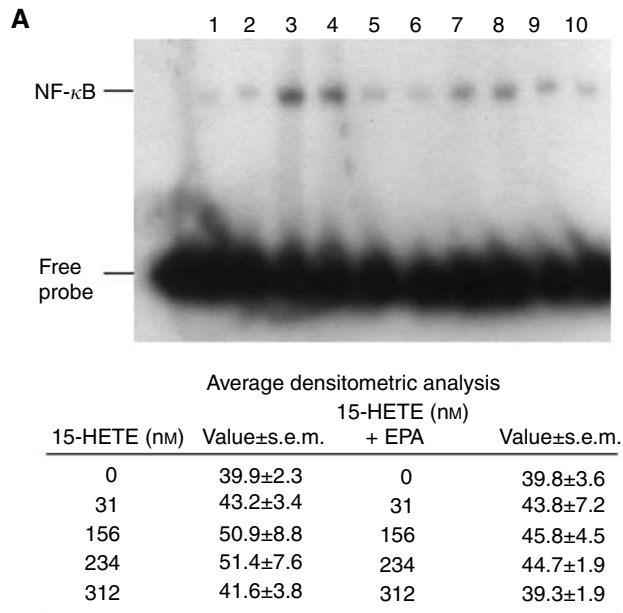 A
1 2 3 4 5 6 7 8 9 10
NF-κB
Free
probe
Average densitometric analysis
15-HETE (nM) Value±s.e.m. 15-HETE (nM) + EPA Value±s.e.m.
0 39.9±2.3 0 39.8±3.6
31 43.2±3.4 31 43.8±7.2
156 50.9±8.8 156 45.8±4.5
234 51.4±7.6 234 44.7±1.9
312 41.6±3.8 312 39.3±1.9